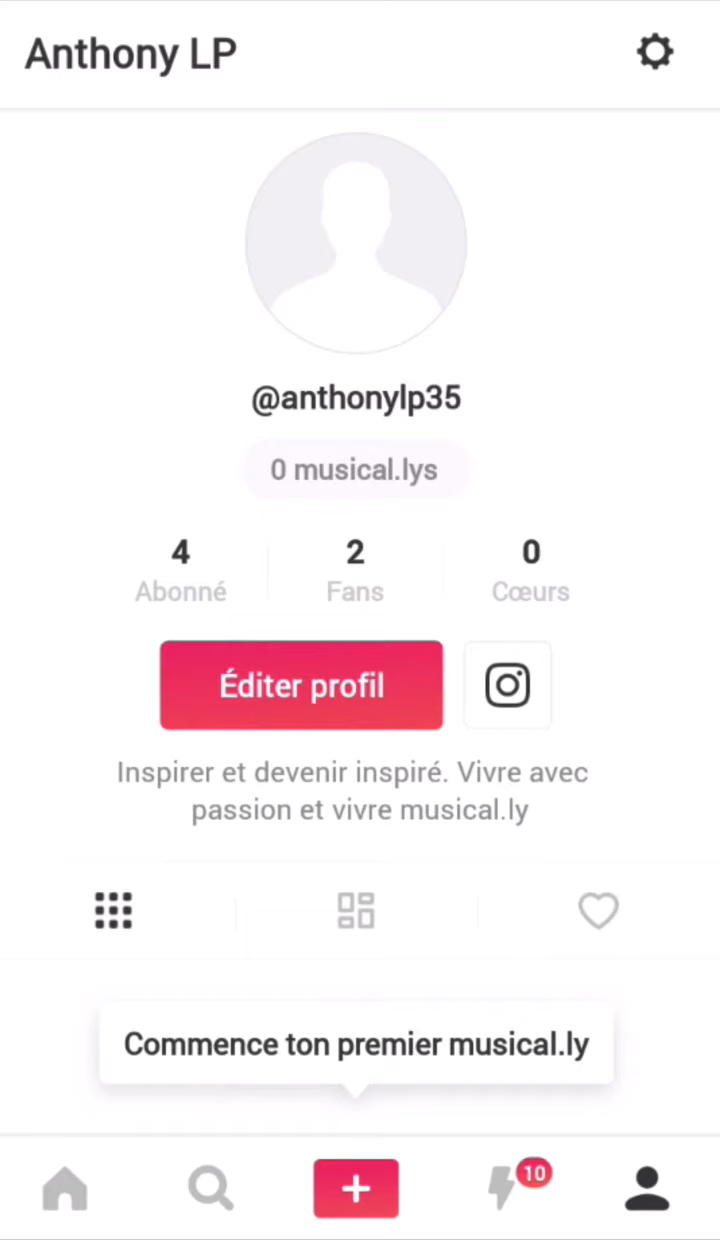 Anthony LP
@anthonylp35
0 musical.lys
4 2 0
Abonné Fans Cœurs
Éditer profil
Inspirer et devenir inspiré. Vivre avec
passion et vivre musical.ly
Commence ton premier musical.ly
10